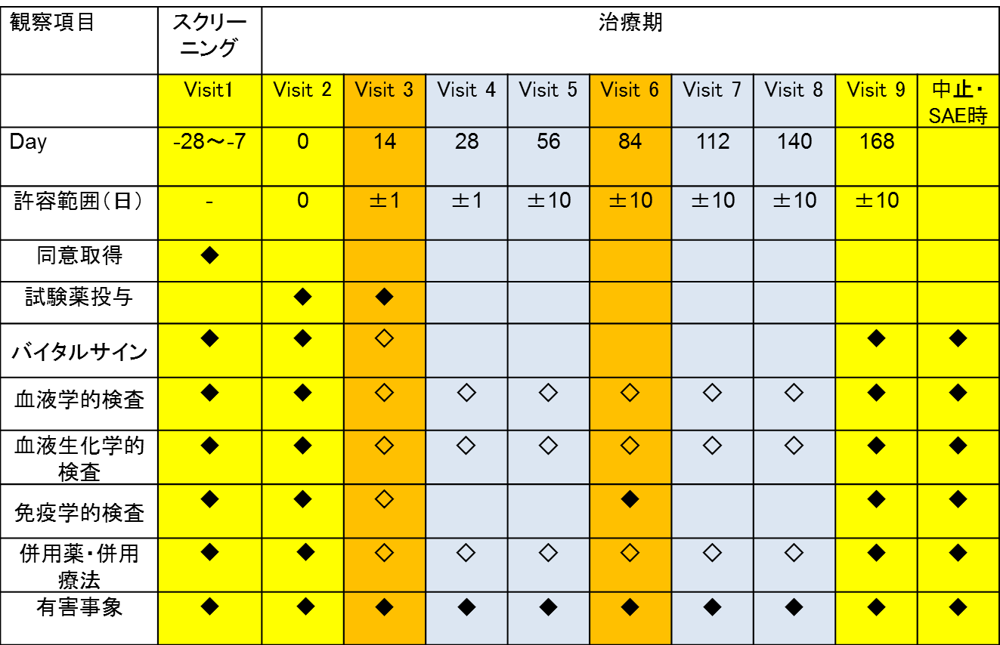 観察項目 スクリー 治療期
ニング
Visit1 Visit 2 Visit 3 Visit 4 Visit 5 Visit 6 Visit 7 Visit 8 Visit 9 中止・
SAE時
Day -28～-7 0 14 28 56 84 112 140 168
許容範囲(日) - 0 ±1 ±1 ±10 ±10 ±10 ±10 ±10
同意取得 ◆
試験薬投与 ◆ ◆
バイタルサイン ◆ ◆ ◇ ◆ ◆
血液学的検査 ◆ ◆ ◇ ◇ ◇ ◇ ◇ ◇ ◆ ◆
血液生化学的 ◆ ◆ ◇ ◇ ◇ ◇ ◇ ◇ ◆ ◆
検査
免疫学的検査 ◆ ◆ ◇ ◆ ◆ ◆
併用薬・併用 ◆ ◆ ◇ ◇ ◇ ◇ ◇ ◇ ◆ ◆
療法
有害事象 ◆ ◆ ◆ ◆ ◆ ◆ ◆ ◆ ◆ ◆